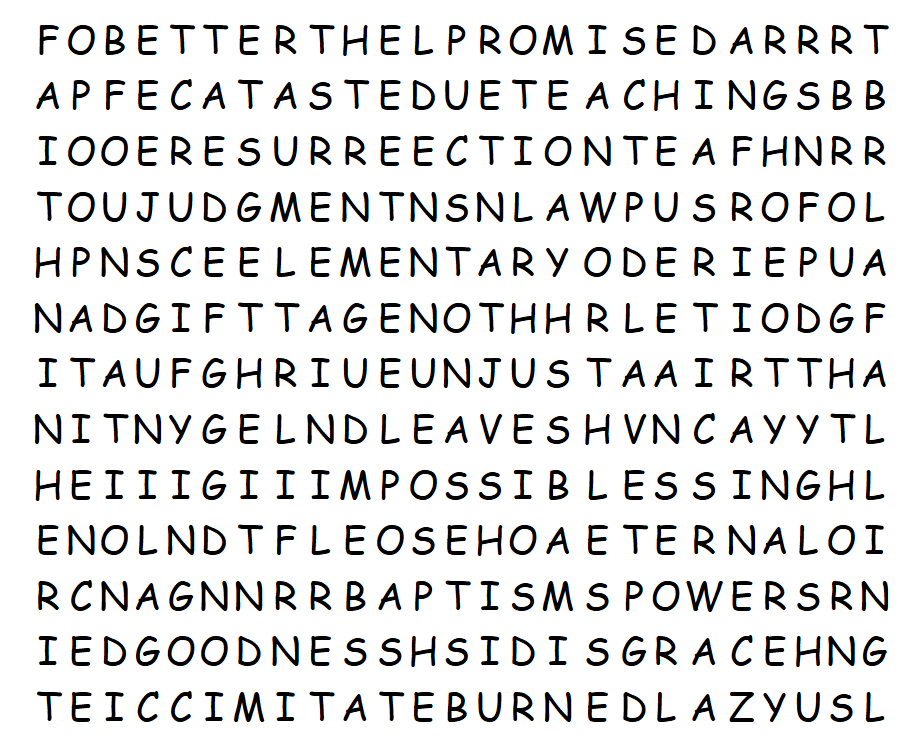 FOBETTERTHELPROMISEDARRRT
APFECATASTEDUETEACHINGSBB
IOOERESURREECTIONTEAFHNRR
TOUJUDGMENTNSNLAWPUSROFOL
HPNSCEELEMENTARYODERIEPUA
NADGIFTTAGENOTHHRLETIODGF
ITAUFGHRIUEUNJUSTAAIRTTHA
NITNYGELNDLEAVESHVNCAYYTL
HEIIIGIIIMPOSSIBLESSINGHL
ENOLNDTFLEOSEHOAETERNALOI
RCNAGNNRRBAPTISMSPOWERSRN
IEDGOODNESSHSIDISGRACEHNG
TEICCIMITATEBURNEDLAZYUSL